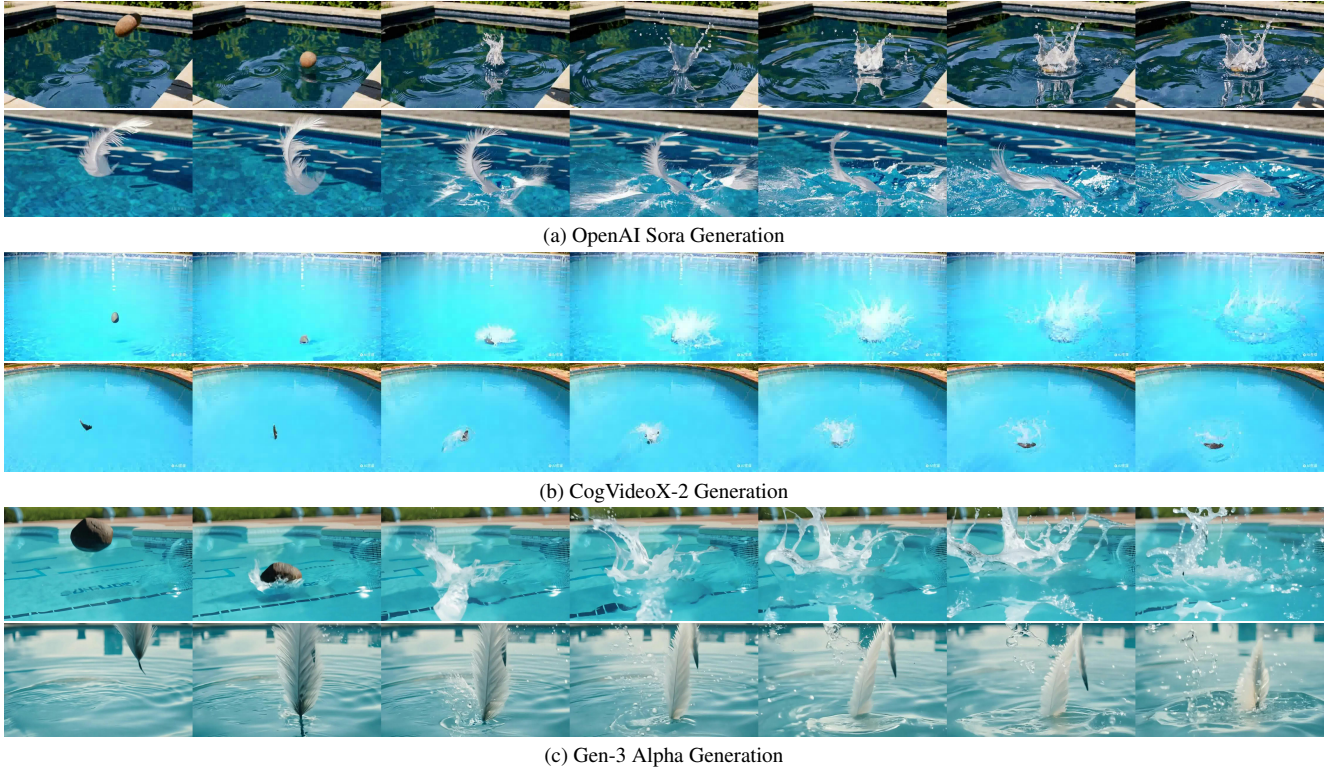 (a) OpenAI Sora Generation
(b) CogVideoX-2 Generation
(c) Gen-3 Alpha Generation